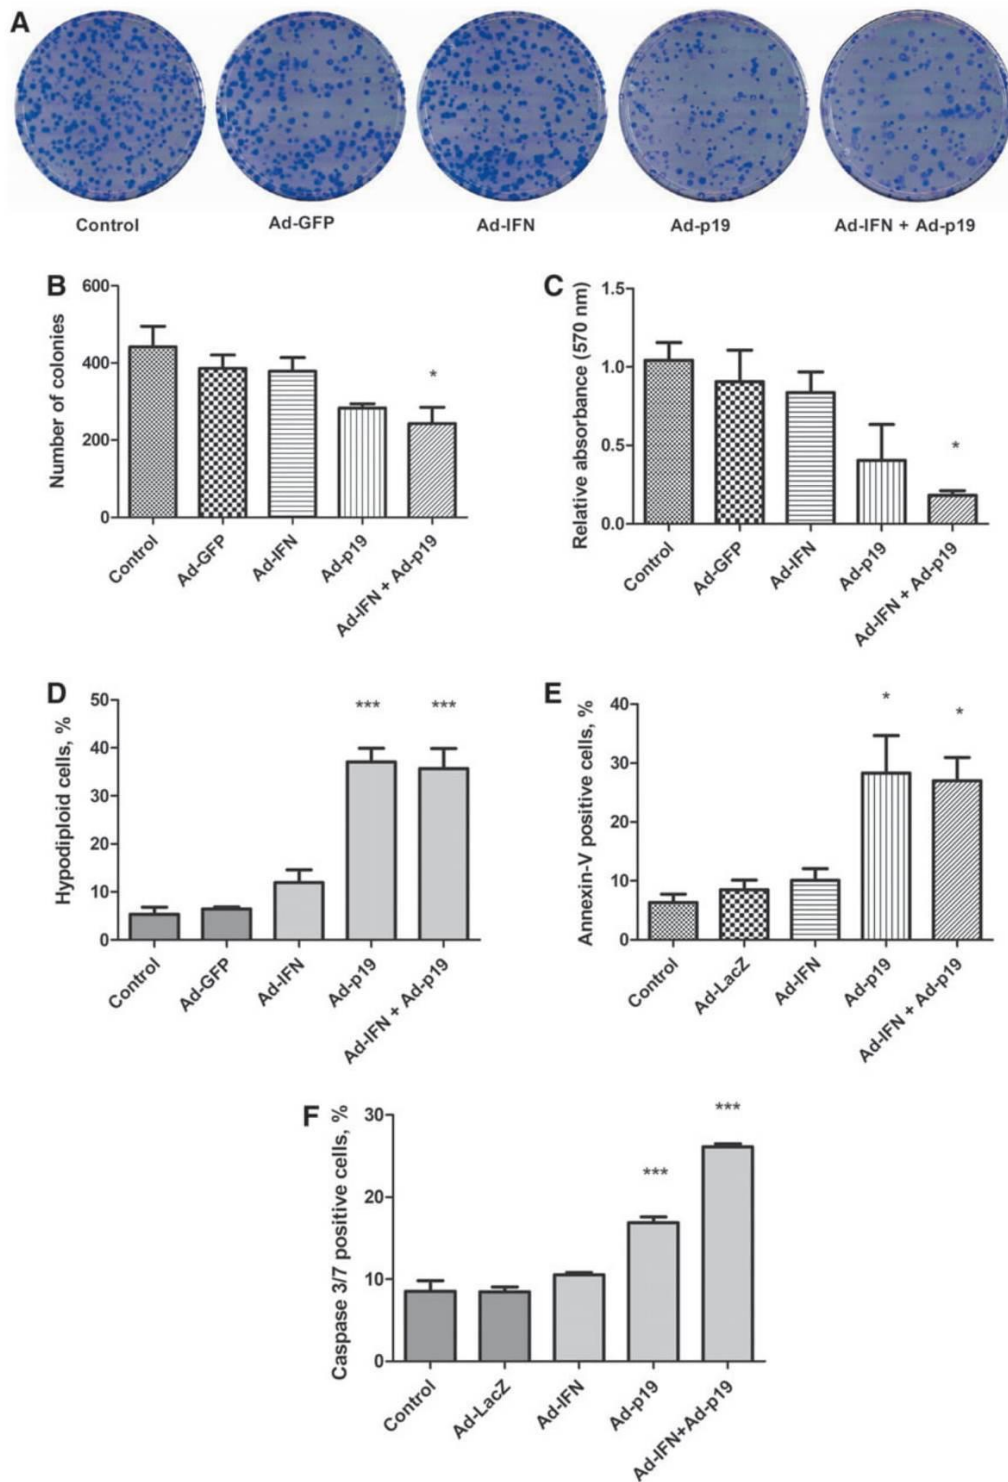 A
Control
Ad-GFP
Ad-IFN
Ad-p19
Ad-IFN + Ad-p19
B
Number of colonies
600
400
200
0
*
Control
Ad-GFP
Ad-IFN
Ad-p19
Ad-IFN + Ad-p19
C
Relative absorbance (570 nm)
1.5
1.0
0.5
0.0
*
Control
Ad-GFP
Ad-IFN
Ad-p19
Ad-IFN + Ad-p19
D
Hypodiploid cells, %
50
40
30
20
10
0
***
***
Control
Ad-GFP
Ad-IFN
Ad-p19
Ad-IFN + Ad-p19
E
Annexin-V positive cells, %
40
30
20
10
0
*
*
Control
Ad-LacZ
Ad-IFN
Ad-p19
Ad-IFN + Ad-p19
F
Caspase 3/7 positive cells, %
30
20
10
0
***
***
Control
Ad-LacZ
Ad-IFN
Ad-p19
Ad-IFN+Ad-p19